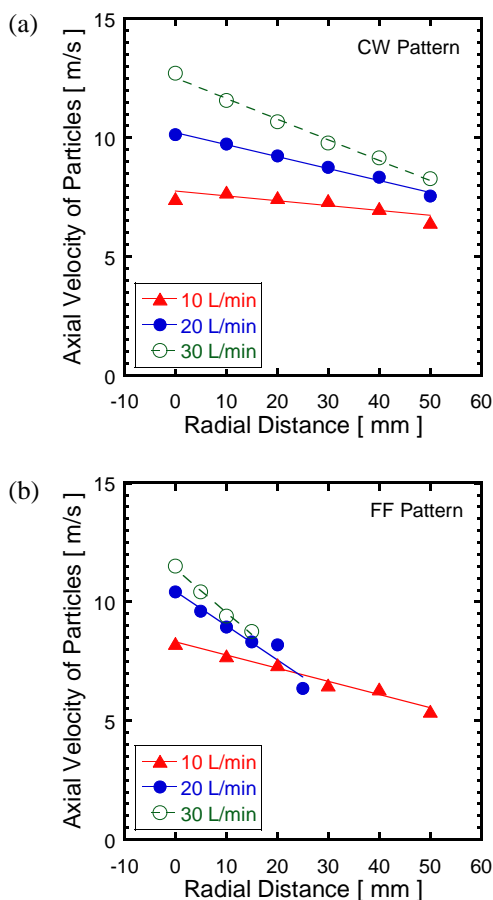 (a)
CW Pattern
Axial Velocity of Particles [ m/s ]
15
10
5
0
10 L/min
20 L/min
30 L/min
-10 0 10 20 30 40 50 60
Radial Distance [ mm ]
(b)
FF Pattern
Axial Velocity of Particles [ m/s ]
15
10
5
0
10 L/min
20 L/min
30 L/min
-10 0 10 20 30 40 50 60
Radial Distance [ mm ]